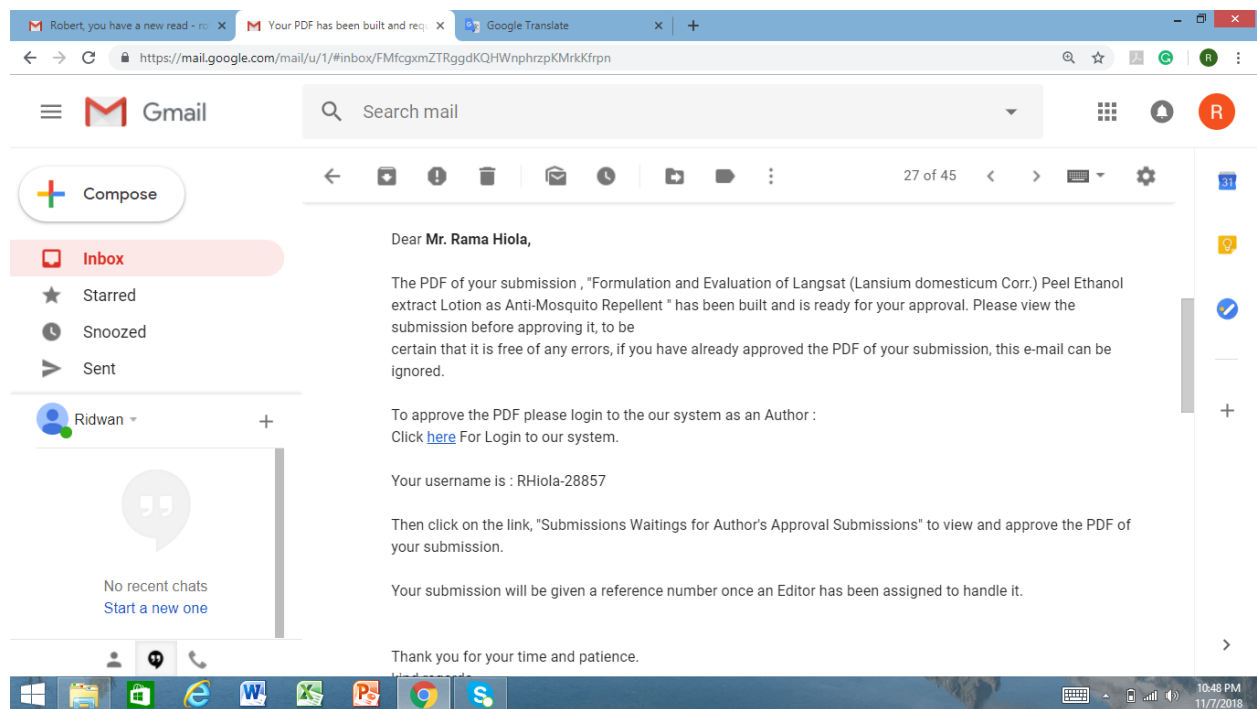 Robert, you have a new read - ro
Your PDF has been built and requ
Google Translate
https://mail.google.com/mail/u/1/#inbox/FMfcgxmZTRggdKQHWnphrzpKMrkKfrpn
R
Gmail
Search mail
R
Compose
27 of 45
31
Inbox
Starred
Snoozed
Sent
Ridwan
No recent chats
Start a new one
Dear Mr. Rama Hiola,
The PDF of your submission , "Formulation and Evaluation of Langsat (Lansium domesticum Corr.) Peel Ethanol
extract Lotion as Anti-Mosquito Repellent " has been built and is ready for your approval. Please view the
submission before approving it, to be
certain that it is free of any errors, if you have already approved the PDF of your submission, this e-mail can be
ignored.
To approve the PDF please login to the our system as an Author :
Click here For Login to our system.
Your username is : RHiola-28857
Then click on the link, "Submissions Waitings for Author's Approval Submissions" to view and approve the PDF of
your submission.
Your submission will be given a reference number once an Editor has been assigned to handle it.
Thank you for your time and patience.
kind regards
10:48 PM
11/7/2018